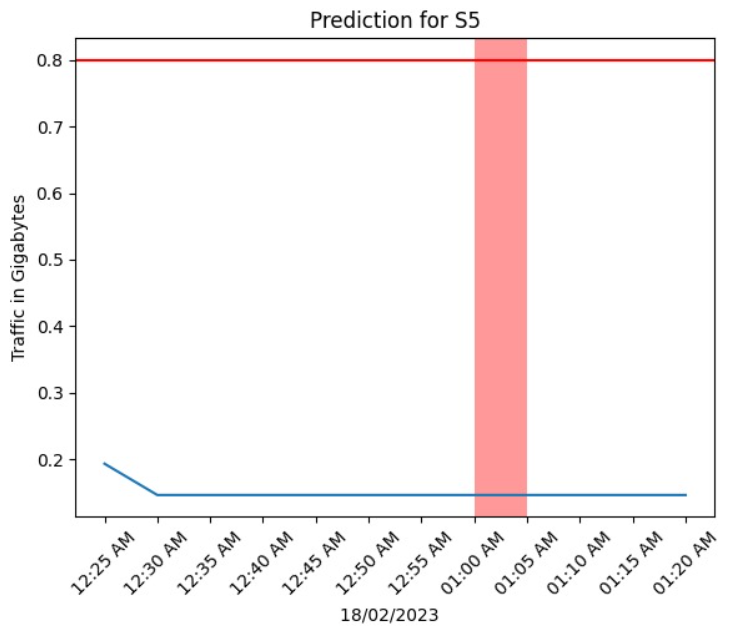 Prediction for S5
Traffic in Gigabytes
0.8
0.7
0.6
0.5
0.4
0.3
0.2
12:25 AM
12:30 AM
12:35 AM
12:40 AM
12:45 AM
12:50 AM
12:55 AM
01:00 AM
01:05 AM
01:10 AM
01:15 AM
01:20 AM
18/02/2023